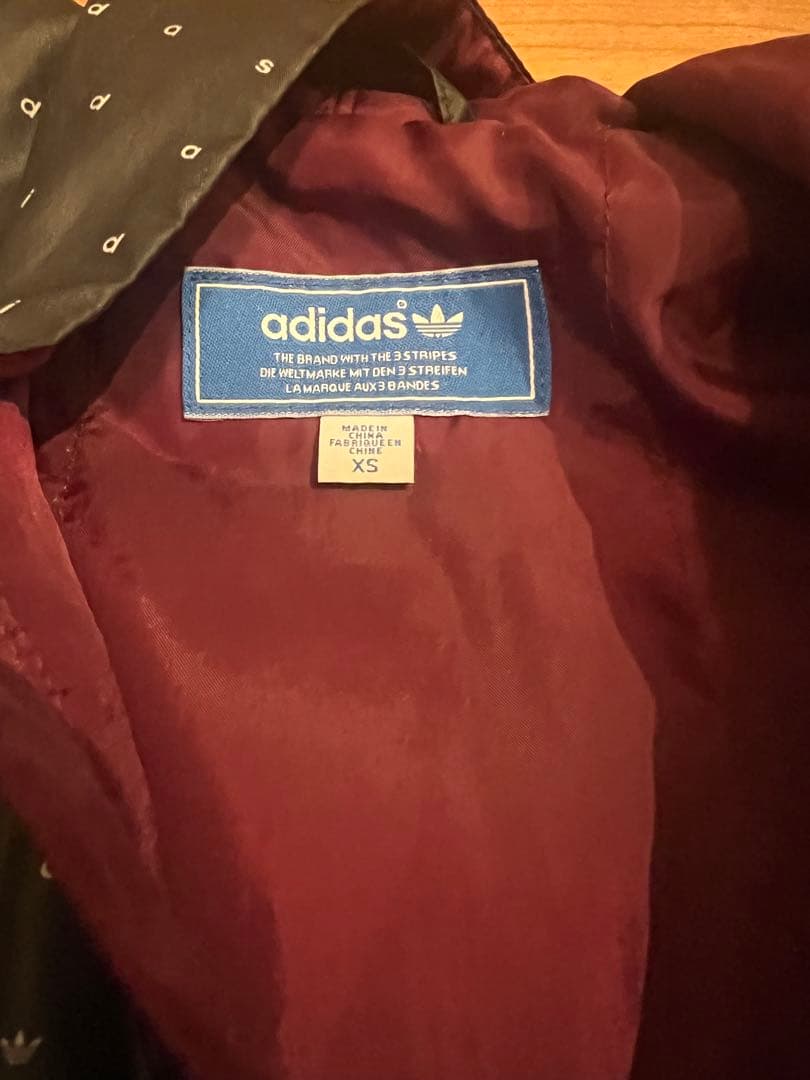 a
a
s
a
d
a
i
d
i
adidas
THE BRAND WITH THE 3 STRIPES
DIE WELTMARKE MIT DEN 3 STREIFEN
LA MARQUE AUX 3 BANDES
MADE IN
CHINA
FABRIQUE EN
CHINE
XS